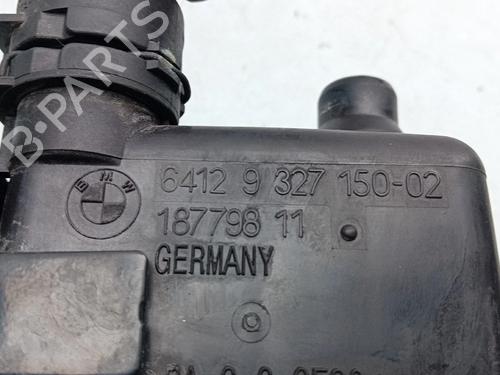 B-PARTS
BMW
6412 9 327 150-02
187798 11
GERMANY